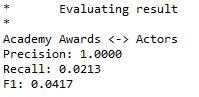 *      Evaluating result
*
Academy Awards <-> Actors
Precision: 1.0000
Recall: 0.0213
F1: 0.0417